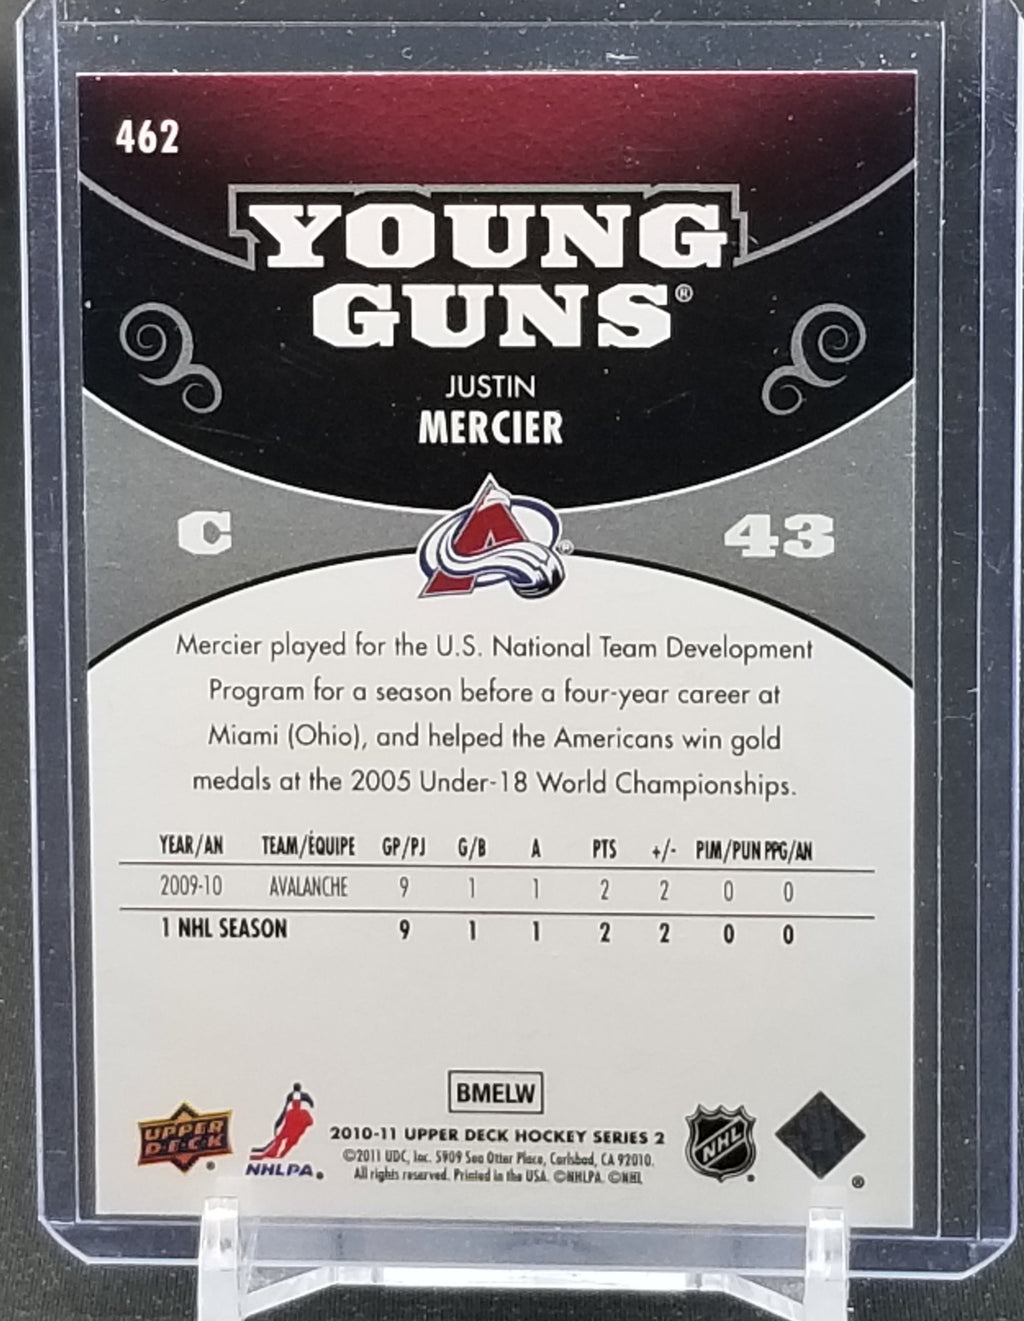 462
YOUNG
GUNS®
JUSTIN
MERCIER
C
43
A
®
Mercier played for the U.S. National Team Development
Program for a season before a four-year career at
Miami (Ohio), and helped the Americans win gold
medals at the 2005 Under-18 World Championships.
YEAR/AN TEAM/ÉQUIPE GP/PJ G/B A PTS +/- PIM/PUN PPG/AN
2009-10 AVALANCHE 9 1 1 2 2 0 0
1 NHL SEASON 9 1 1 2 2 0 0
BMELW
UPPER
DECK
®
NHLPA®
2010-11 UPPER DECK HOCKEY SERIES 2
©2011 UDC, Inc. 5909 Sea Otter Place, Carlsbad, CA 92010.
All rights reserved. Printed in the USA. ©NHLPA. ©NHL
NHL
®
®